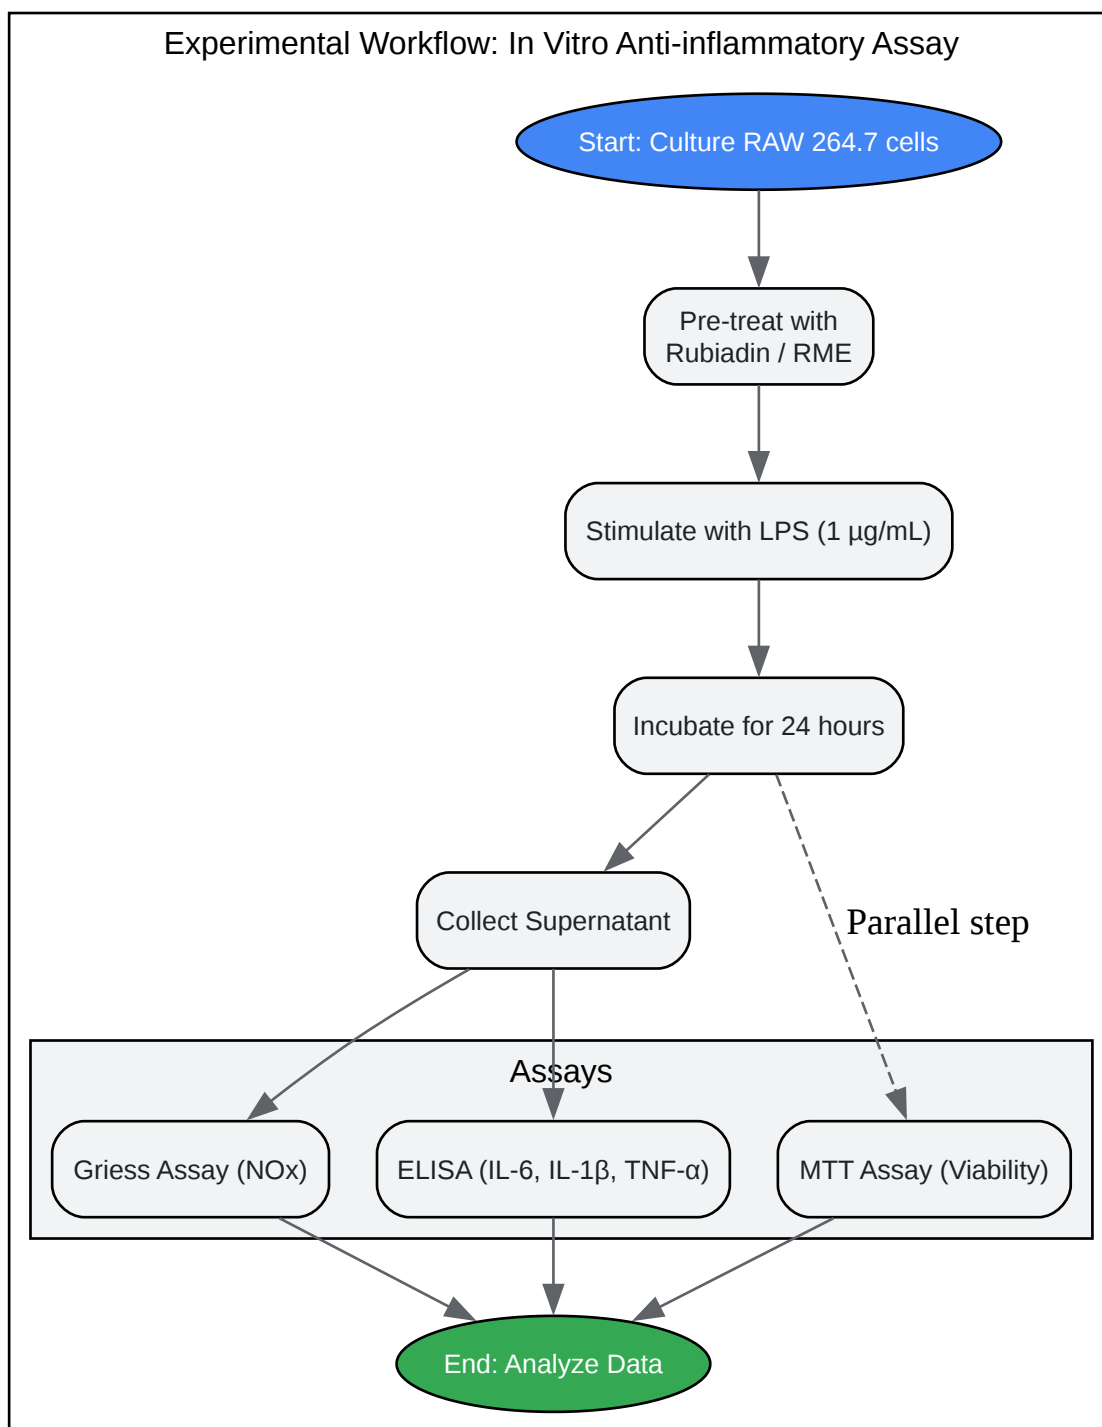 Experimental Workflow: In Vitro Anti-inflammatory Assay
Start: Culture RAW 264.7 cells
Pre-treat with
Rubiadin / RME
Stimulate with LPS (1 µg/mL)
Incubate for 24 hours
Collect Supernatant
Parallel step
Assays
Griess Assay (NOx)
ELISA (IL-6, IL-1β, TNF-α)
MTT Assay (Viability)
End: Analyze Data